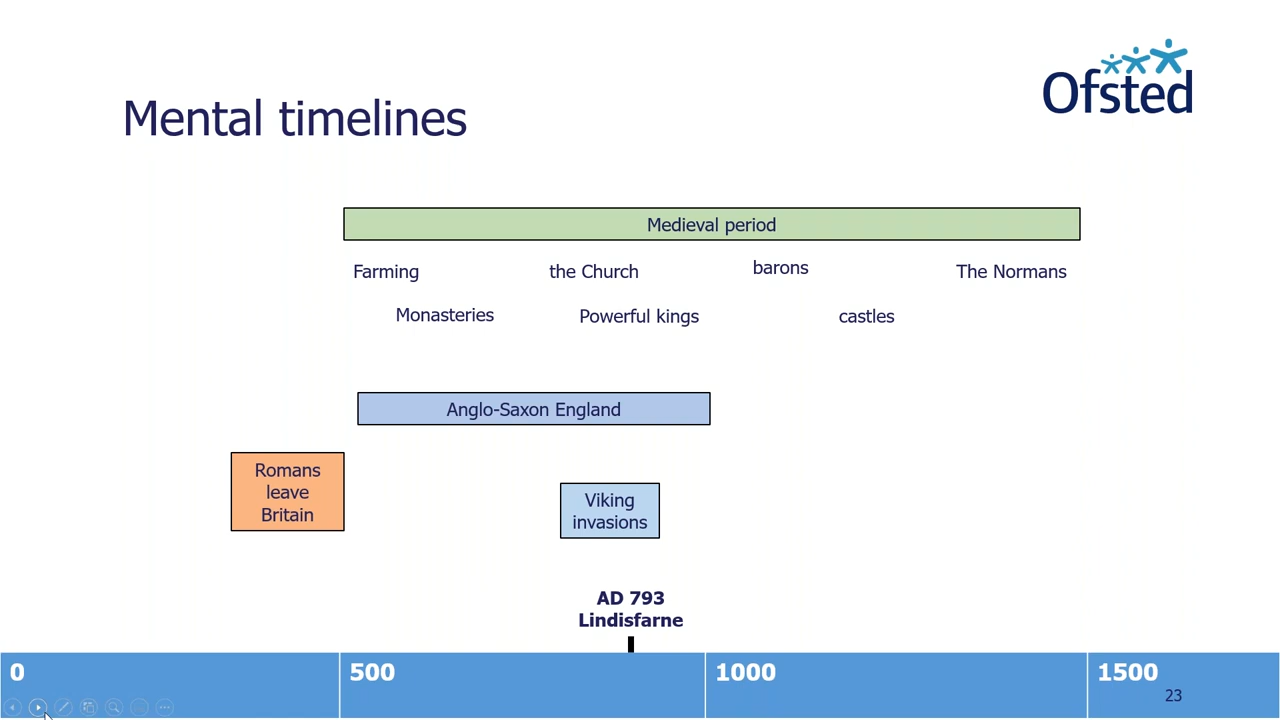 Ofsted
Mental timelines
Medieval period
Farming
the Church
barons
The Normans
Monasteries
Powerful kings
castles
Anglo-Saxon England
Romans
leave
Britain
Viking
invasions
AD 793
Lindisfarne
0
500
1000
1500
23